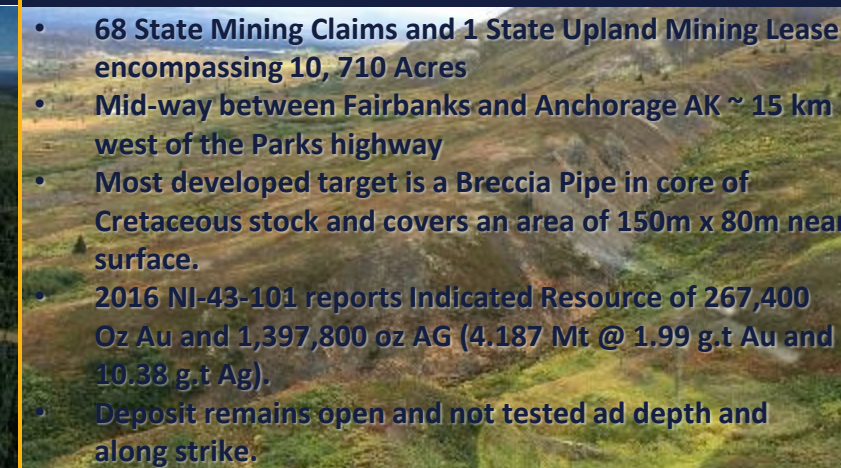 • 68 State Mining Claims and 1 State Upland Mining Lease
encompassing 10, 710 Acres
• Mid-way between Fairbanks and Anchorage AK ~ 15 km
west of the Parks highway
• Most developed target is a Breccia Pipe in core of
Cretaceous stock and covers an area of 150m x 80m near
surface.
• 2016 NI-43-101 reports Indicated Resource of 267,400
Oz Au and 1,397,800 oz AG (4.187 Mt @ 1.99 g.t Au and
10.38 g.t Ag).
• Deposit remains open and not tested ad depth and
along strike.